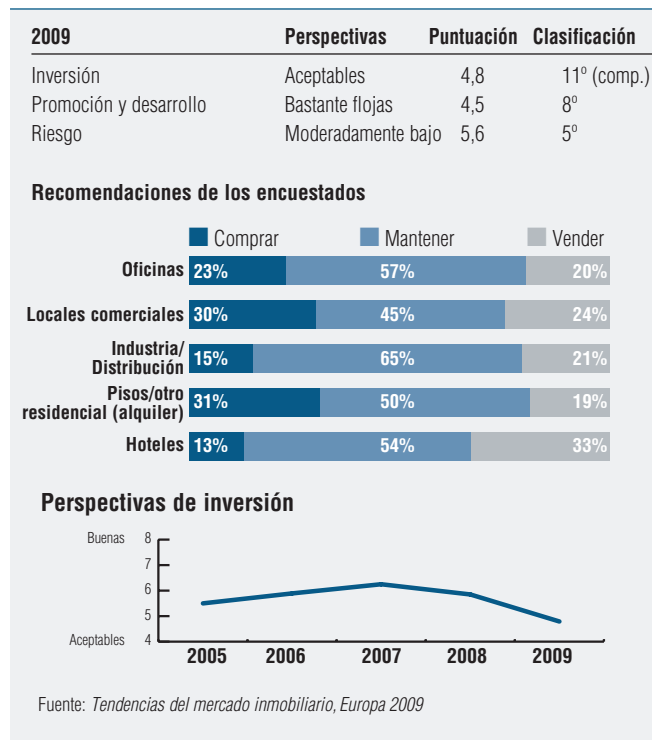 2009 Perspectivas Puntuación Clasificación
Inversión Aceptables 4,8 11º (comp.)
Promoción y desarrollo Bastante flojas 4,5 8º
Riesgo Moderadamente bajo 5,6 5º
Recomendaciones de los encuestados
Comprar Mantener Vender
Oficinas 23% 57% 20%
Locales comerciales 30% 45% 24%
Industria/
Distribución 15% 65% 21%
Pisos/otro
residencial (alquiler) 31% 50% 19%
Hoteles 13% 54% 33%
Perspectivas de inversión
Buenas 8
7
6
5
Aceptables 4
2005 2006 2007 2008 2009
Fuente: Tendencias del mercado inmobiliario, Europa 2009